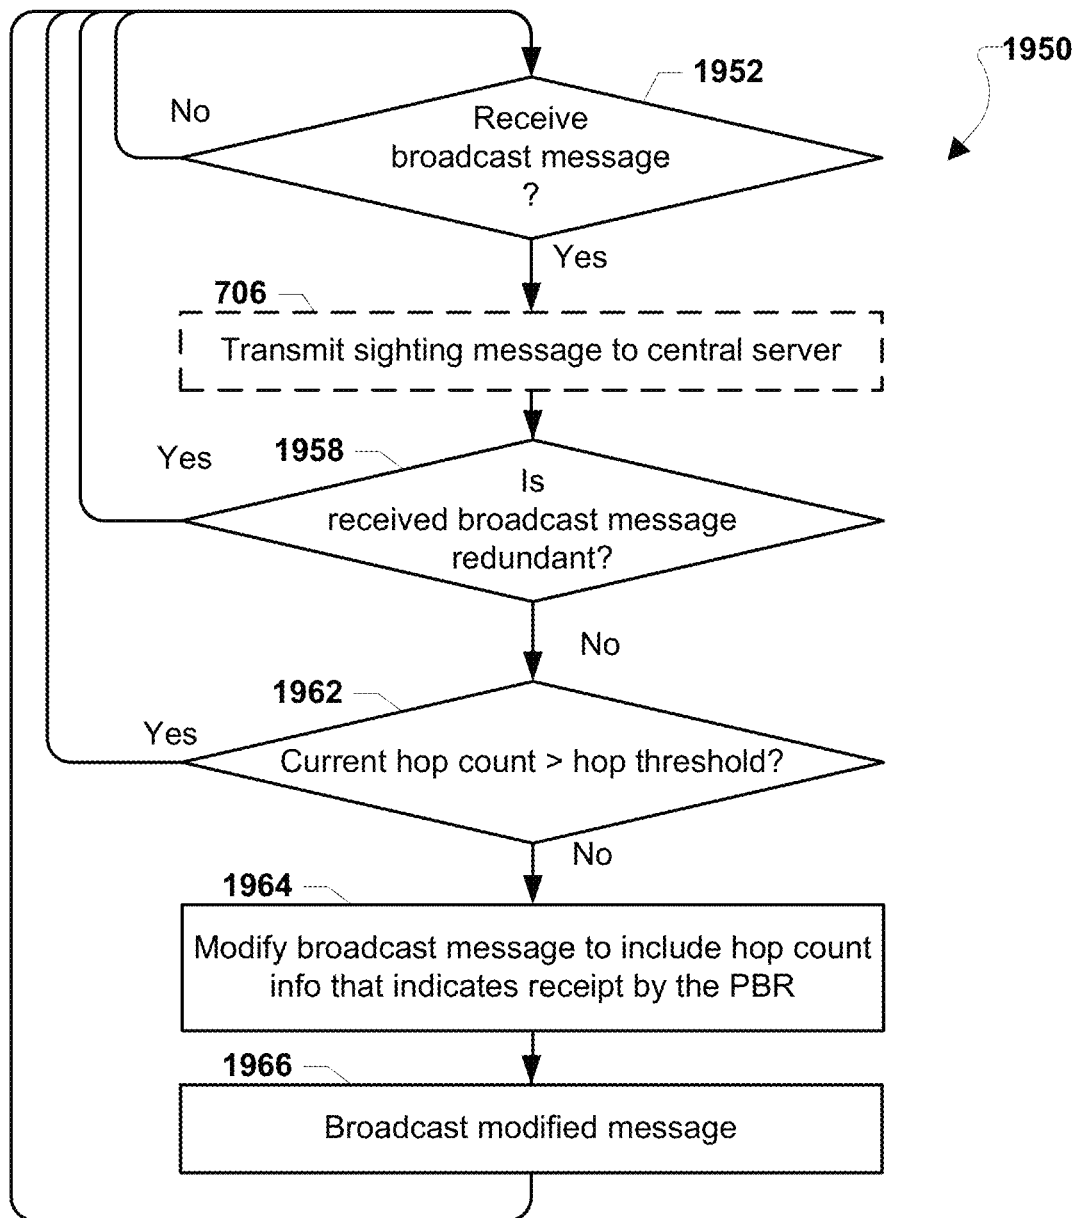 1950
1952
No
Receive
broadcast message
?
Yes
706
Transmit sighting message to central server
Yes
1958
Is
received broadcast message
redundant?
No
1962
Yes
Current hop count > hop threshold?
No
1964
Modify broadcast message to include hop count
info that indicates receipt by the PBR
1966
Broadcast modified message